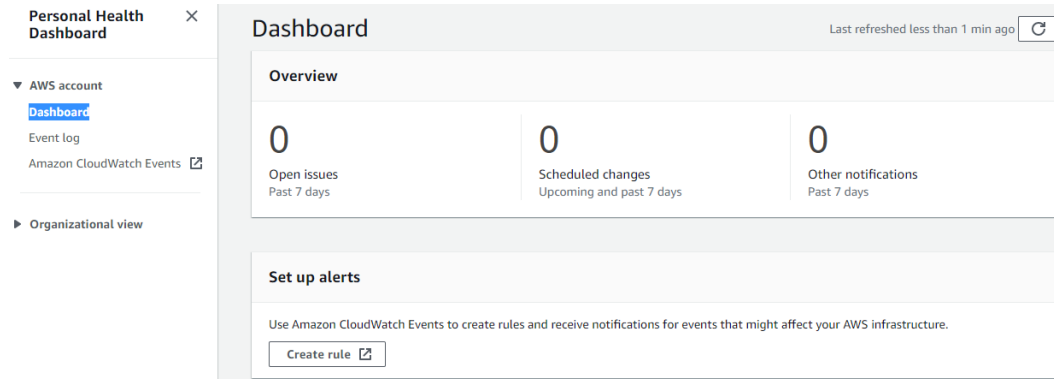 Personal Health
Dashboard
AWS account
Dashboard
Event log
Amazon CloudWatch Events
Organizational view
Dashboard
Last refreshed less than 1 min ago
Overview
0
Open issues
Past 7 days
0
Scheduled changes
Upcoming and past 7 days
0
Other notifications
Past 7 days
Set up alerts
Use Amazon CloudWatch Events to create rules and receive notifications for events that might affect your AWS infrastructure.
Create rule